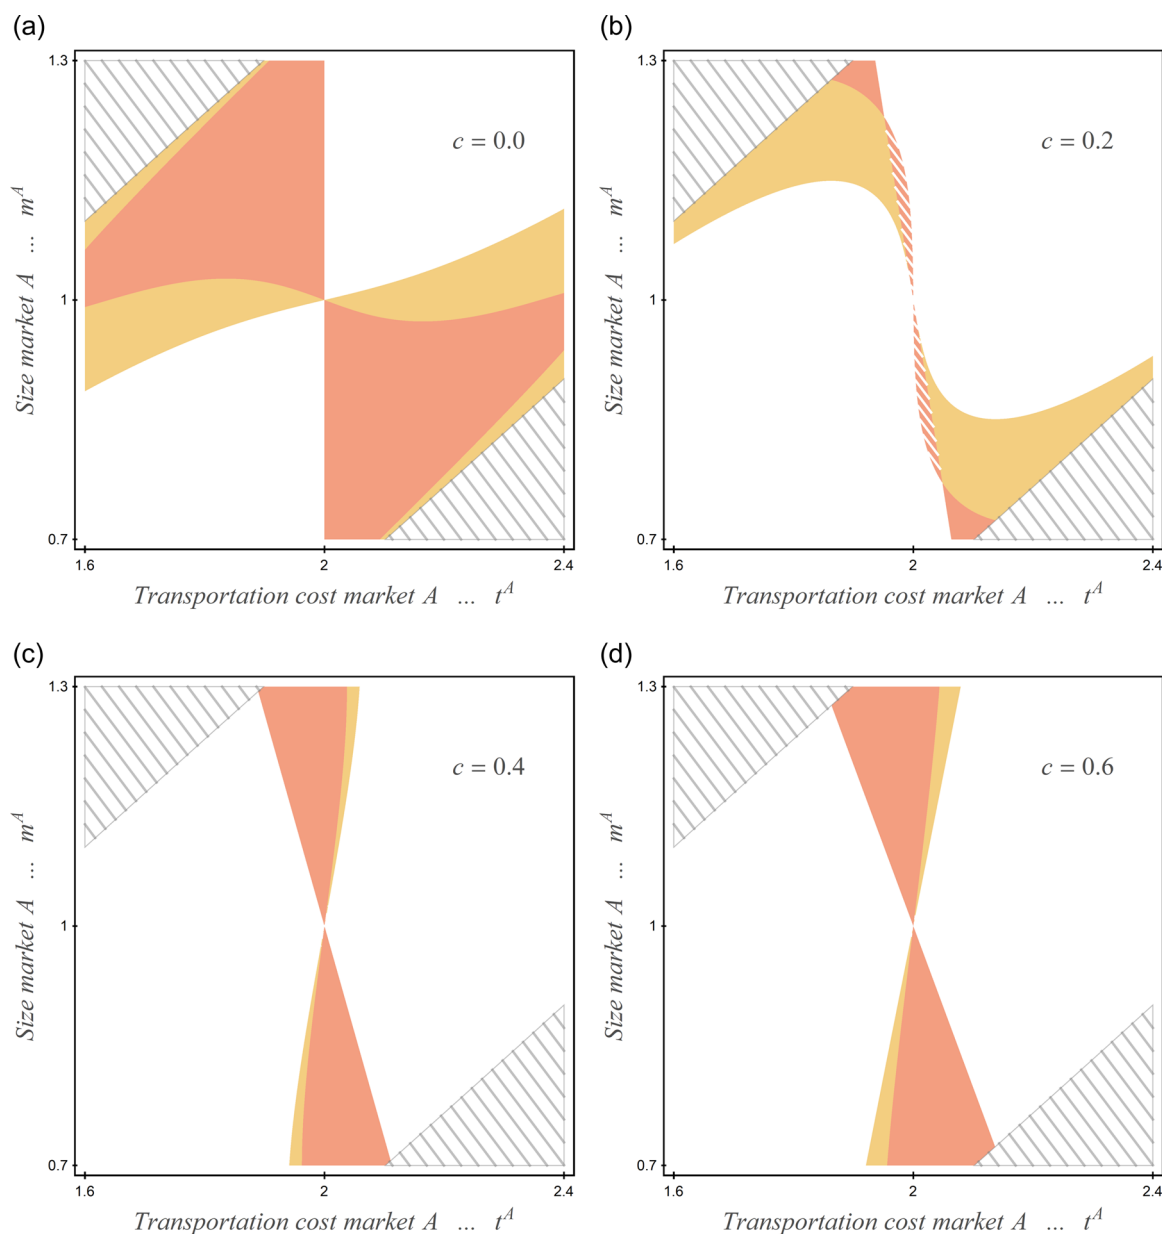 (a)
1.3
c = 0.0
Size market A ... m^A
1
0.7
1.6
2
2.4
Transportation cost market A ... t^A
(b)
1.3
c = 0.2
Size market A ... m^A
1
0.7
1.6
2
2.4
Transportation cost market A ... t^A
(c)
1.3
c = 0.4
Size market A ... m^A
1
0.7
1.6
2
2.4
Transportation cost market A ... t^A
(d)
1.3
c = 0.6
Size market A ... m^A
1
0.7
1.6
2
2.4
Transportation cost market A ... t^A